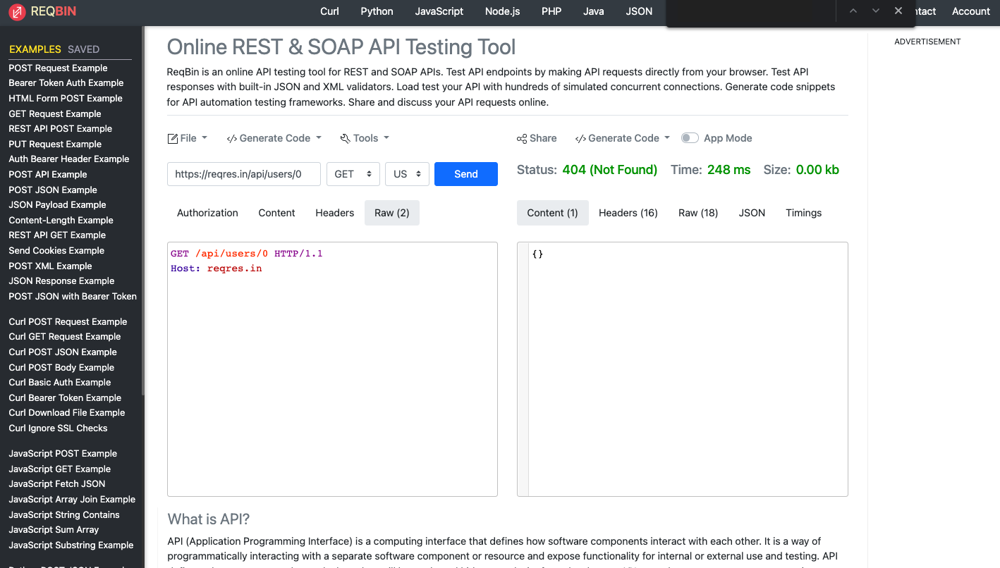 REQBIN
Curl Python JavaScript Node.js PHP Java JSON Account
EXAMPLES SAVED
POST Request Example
Bearer Token Auth Example
HTML Form POST Example
GET Request Example
REST API POST Example
PUT Request Example
Auth Bearer Header Example
POST API Example
POST JSON Example
JSON Payload Example
Content-Length Example
REST API GET Example
Send Cookies Example
POST XML Example
JSON Response Example
POST JSON with Bearer Token
Curl POST Request Example
Curl GET Request Example
Curl POST JSON Example
Curl POST Body Example
Curl Basic Auth Example
Curl Bearer Token Example
Curl Download File Example
Curl Ignore SSL Checks
JavaScript POST Example
JavaScript GET Example
JavaScript Fetch JSON
JavaScript Array Join Example
JavaScript String Contains
JavaScript Sum Array
JavaScript Substring Example
Online REST & SOAP API Testing Tool
ReqBin is an online API testing tool for REST and SOAP APIs. Test API endpoints by making API requests directly from your browser. Test API
responses with built-in JSON and XML validators. Load test your API with hundreds of simulated concurrent connections. Generate code snippets
for API automation testing frameworks. Share and discuss your API requests online.
File Generate Code Tools
https://reqres.in/api/users/0 GET US Send
Authorization Content Headers Raw (2)
GET /api/users/0 HTTP/1.1
Host: reqres.in
Share Generate Code App Mode
Status: 404 (Not Found) Time: 248 ms Size: 0.00 kb
Content (1) Headers (16) Raw (18) JSON Timings
{}
What is API?
API (Application Programming Interface) is a computing interface that defines how software components interact with each other. It is a way of
programmatically interacting with a separate software component or resource and expose functionality for internal or external use and testing. API
ADVERTISEMENT